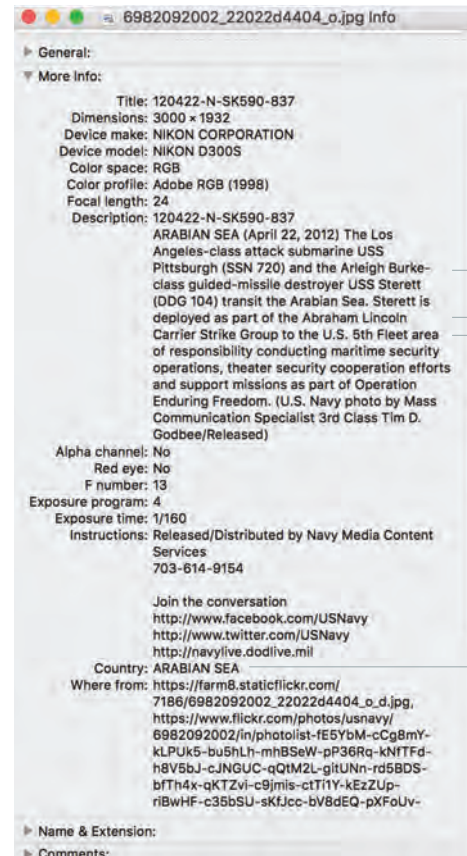 6982092002_22022d4404_o.jpg Info
General:
More Info:
Title: 120422-N-SK590-837
Dimensions: 3000 × 1932
Device make: NIKON CORPORATION
Device model: NIKON D300S
Color space: RGB
Color profile: Adobe RGB (1998)
Focal length: 24
Description: 120422-N-SK590-837
ARABIAN SEA (April 22, 2012) The Los
Angeles-class attack submarine USS
Pittsburgh (SSN 720) and the Arleigh Burke-
class guided-missile destroyer USS Sterett
(DDG 104) transit the Arabian Sea. Sterett is
deployed as part of the Abraham Lincoln
Carrier Strike Group to the U.S. 5th Fleet area
of responsibility conducting maritime security
operations, theater security cooperation efforts
and support missions as part of Operation
Enduring Freedom. (U.S. Navy photo by Mass
Communication Specialist 3rd Class Tim D.
Godbee/Released)
Alpha channel: No
Red eye: No
F number: 13
Exposure program: 4
Exposure time: 1/160
Instructions: Released/Distributed by Navy Media Content
Services
703-614-9154
Join the conversation
http://www.facebook.com/USNavy
http://www.twitter.com/USNavy
http://navylive.dodlive.mil
Country: ARABIAN SEA
Where from: https://farm8.staticflickr.com/
7186/6982092002_22022d4404_o_d.jpg,
https://www.flickr.com/photos/usnavy/
6982092002/in/photolist-fE5YbM-cCg8mY-
kLPUk5-bu5hLh-mhBSeW-pP36Rq-kNfTFd-
h8V5bJ-cJNGUC-qQtM2L-gitUNn-rd5BDS-
bfTh4x-qKTZvi-c9jmis-ctTi1Y-kEzZUp-
riBwHF-c35bSU-sKfJcc-bV8dEQ-pXFoUv-
Name & Extension:
Comments: